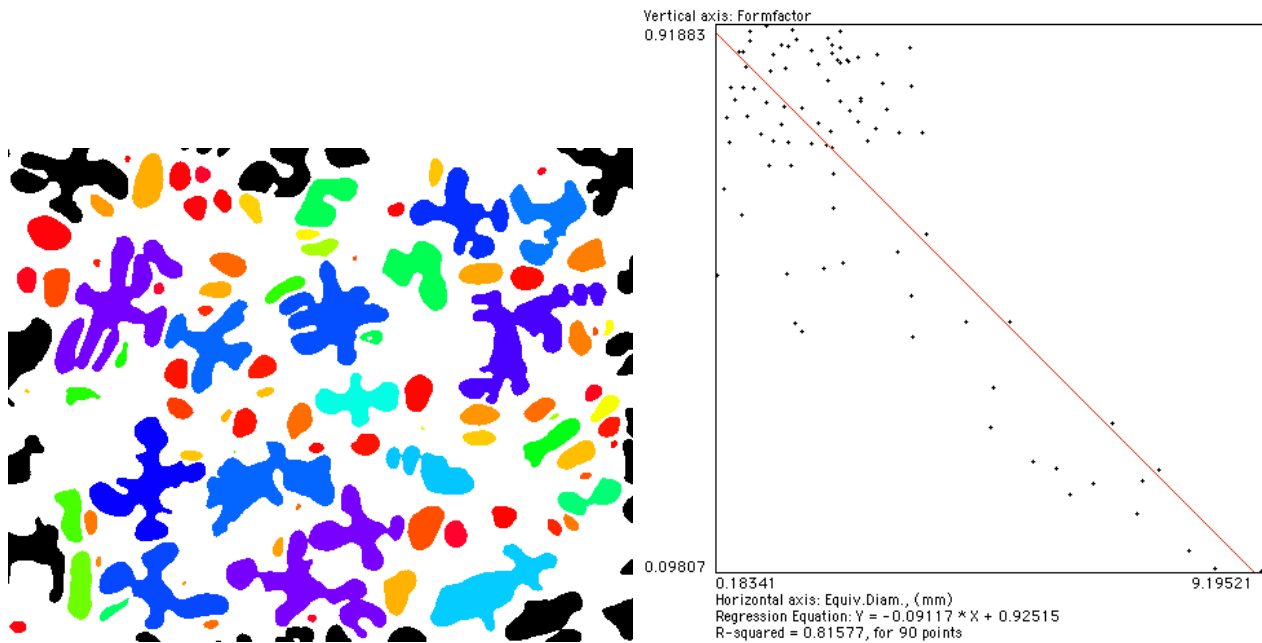 Vertical axis: Formfactor
0.91883
0.09807
0.18341 9.19521
Horizontal axis: Equiv.Diam., (mm)
Regression Equation: Y = -0.09117 * X + 0.92515
R-squared = 0.81577, for 90 points